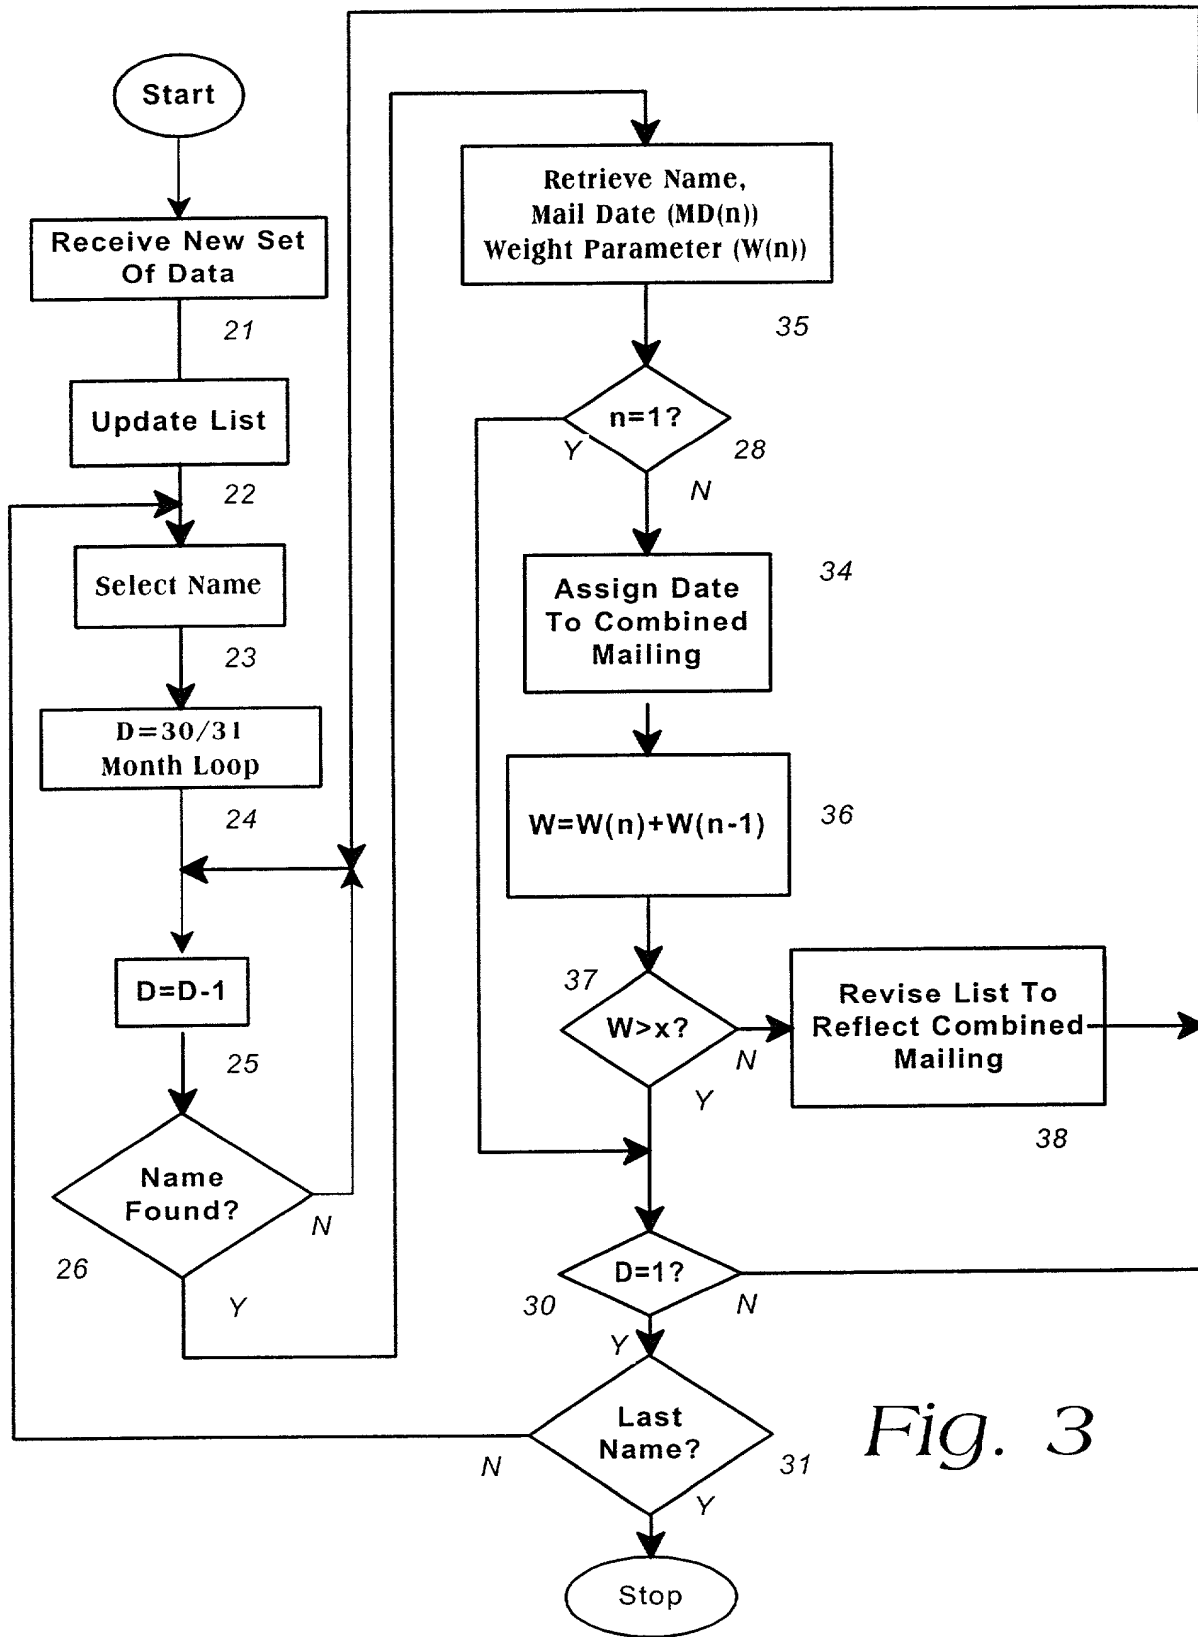 Start
Receive New Set
Of Data
21
Update List
22
Select Name
23
D=30/31
Month Loop
24
D=D-1
25
Name
Found?
N
26
Y
Retrieve Name,
Mail Date (MD(n))
Weight Parameter (W(n))
35
n=1?
Y
28
N
34
Assign Date
To Combined
Mailing
W=W(n)+W(n-1)
36
37
W>x?
N
Y
Revise List To
Reflect Combined
Mailing
38
D=1?
30
N
Y
Last
Name?
N
31
Y
Stop
Fig. 3